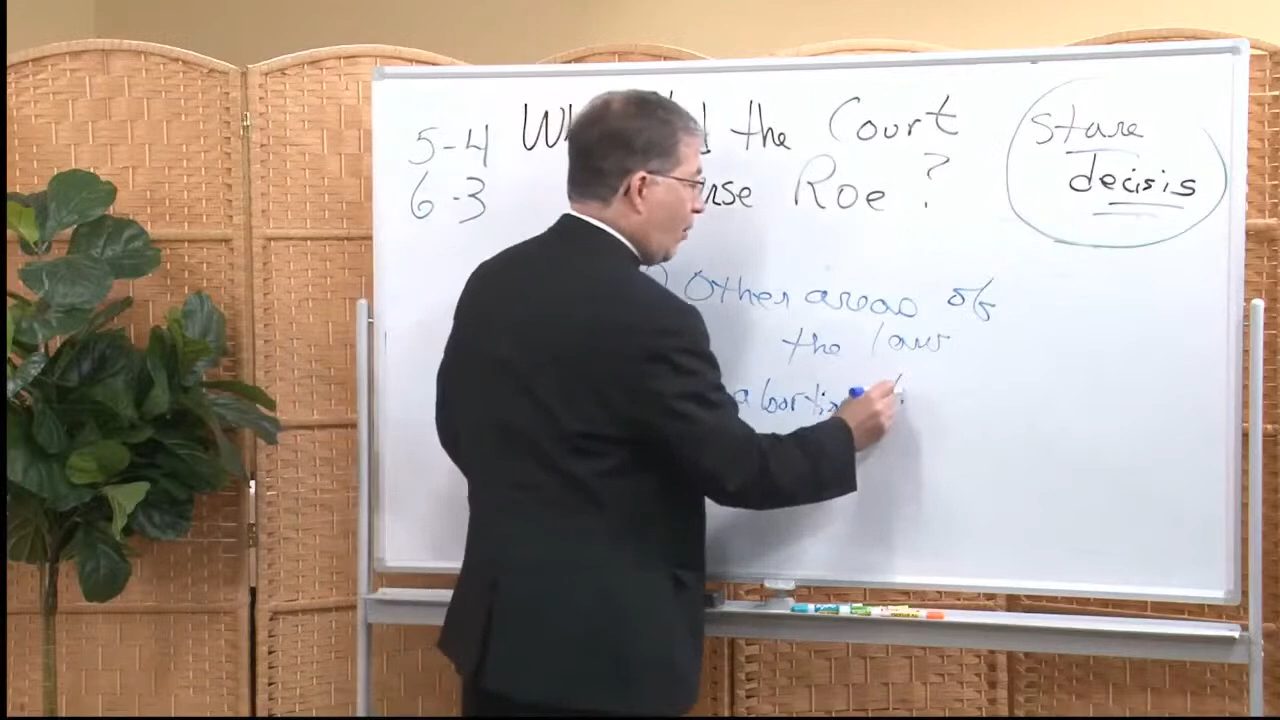 5-4 the Court
6-3 Roe ?
stare
decisis
other areas of
the law